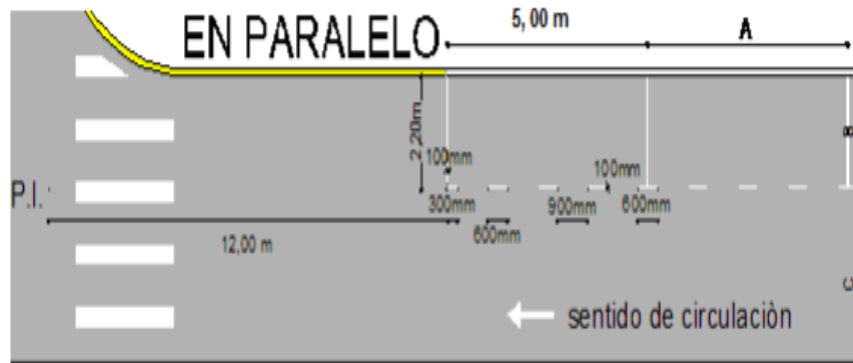 EN PARALELO
5, 00 m
A
2,20m
B
100mm
100mm
P.I.
300mm
900mm
600mm
600mm
12,00 m
C
sentido de circulaciòn